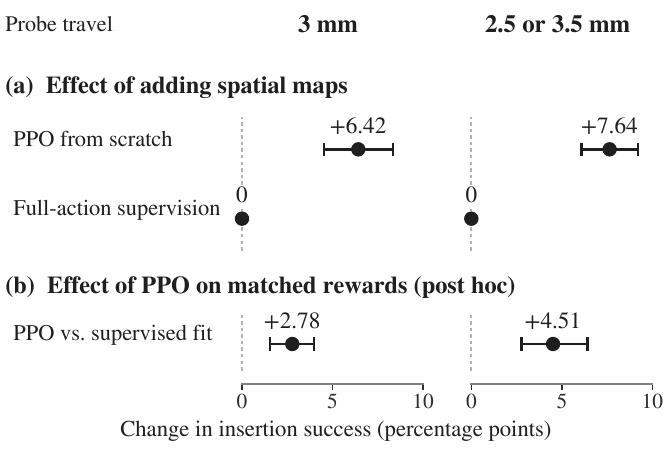 Probe travel 3 mm 2.5 or 3.5 mm
(a) Effect of adding spatial maps
+6.42 +7.64
PPO from scratch
0 0
Full-action supervision
(b) Effect of PPO on matched rewards (post hoc)
+2.78 +4.51
PPO vs. supervised fit
0 5 10 0 5 10
Change in insertion success (percentage points)